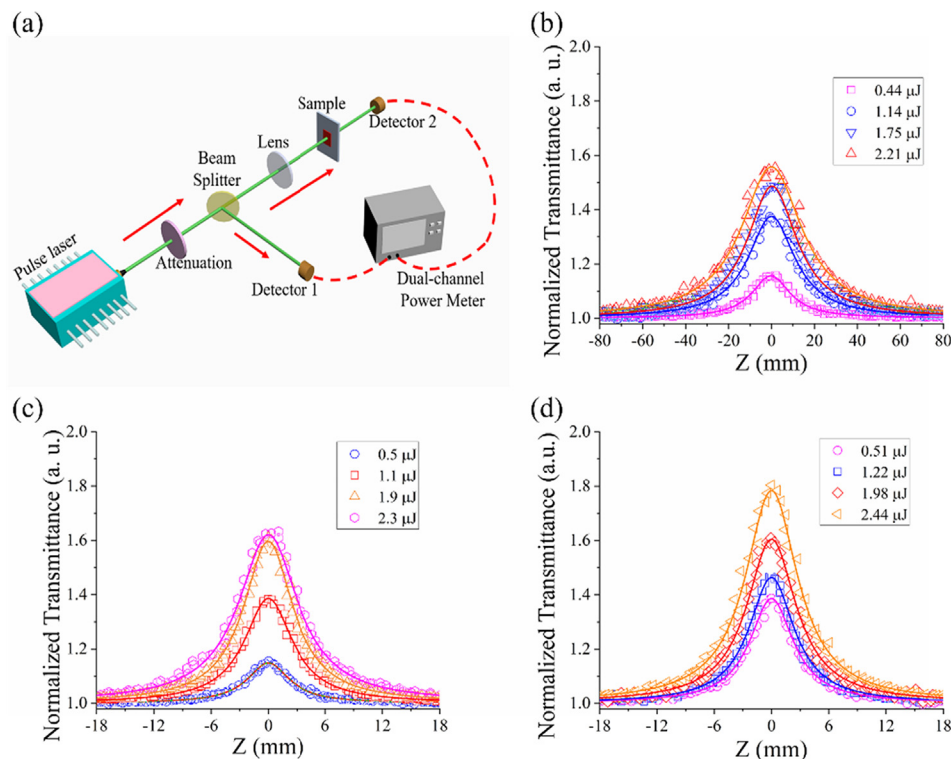 (a)
Pulse laser
Attenuation
Beam
Splitter
Lens
Sample
Detector 2
Detector 1
Dual-channel
Power Meter
(b)
Normalized Transmittance (a. u.)
2.0
1.8
1.6
1.4
1.2
1.0
0.44 μJ
1.14 μJ
1.75 μJ
2.21 μJ
-80 -60 -40 -20 0 20 40 60 80
Z (mm)
(c)
Normalized Transmittance (a. u.)
2.0
1.8
1.6
1.4
1.2
1.0
0.5 μJ
1.1 μJ
1.9 μJ
2.3 μJ
-18 -12 -6 0 6 12 18
Z (mm)
(d)
Normalized Transmittance (a.u.)
2.0
1.8
1.6
1.4
1.2
1.0
0.51 μJ
1.22 μJ
1.98 μJ
2.44 μJ
-18 -12 -6 0 6 12 18
Z (mm)